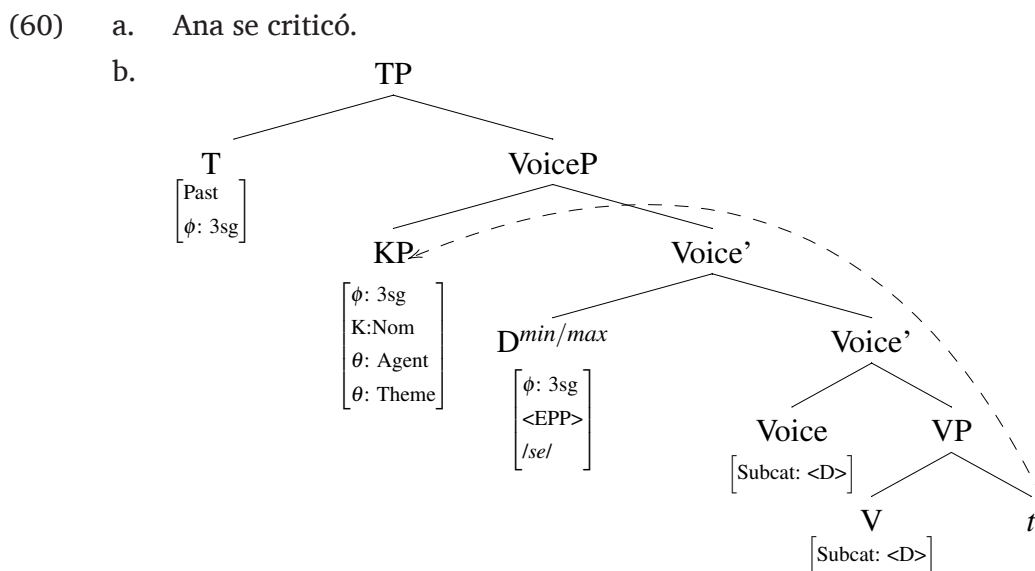 (60) a. Ana se criticó.
b.
TP
T VoiceP
[Past
ϕ: 3sg]
KP Voice’
[ϕ: 3sg
K:Nom
θ: Agent
θ: Theme]
D^min/max Voice’
[ϕ: 3sg
<EPP>
/se/]
Voice VP
[Subcat: <D>]
V t
[Subcat: <D>]